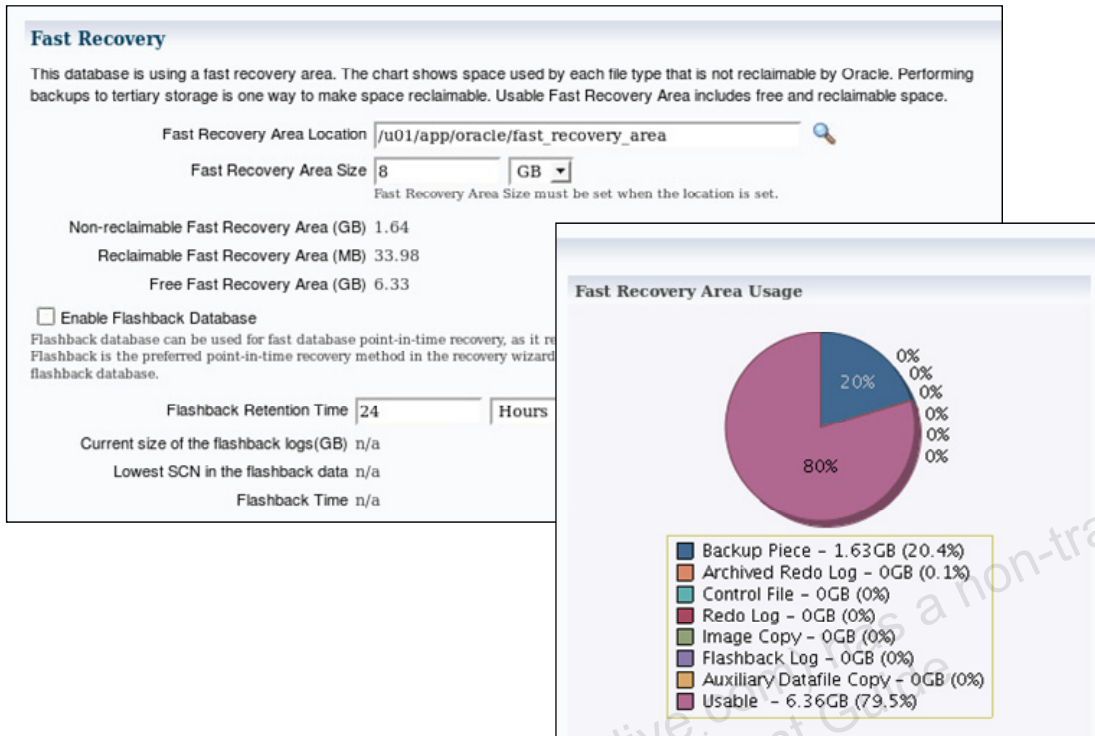 Fast Recovery
This database is using a fast recovery area. The chart shows space used by each file type that is not reclaimable by Oracle. Performing
backups to tertiary storage is one way to make space reclaimable. Usable Fast Recovery Area includes free and reclaimable space.
Fast Recovery Area Location /u01/app/oracle/fast_recovery_area
Fast Recovery Area Size 8 GB
Fast Recovery Area Size must be set when the location is set.
Non-reclaimable Fast Recovery Area (GB) 1.64
Reclaimable Fast Recovery Area (MB) 33.98
Free Fast Recovery Area (GB) 6.33
Enable Flashback Database
Flashback database can be used for fast database point-in-time recovery, as it re
Flashback is the preferred point-in-time recovery method in the recovery wizard
flashback database.
Flashback Retention Time 24 Hours
Current size of the flashback logs(GB) n/a
Lowest SCN in the flashback data n/a
Flashback Time n/a
Fast Recovery Area Usage
20%
0%
0%
0%
0%
0%
0%
80%
Backup Piece - 1.63GB (20.4%)
Archived Redo Log - 0GB (0.1%)
Control File - 0GB (0%)
Redo Log - 0GB (0%)
Image Copy - 0GB (0%)
Flashback Log - 0GB (0%)
Auxiliary Datafile Copy - 0GB (0%)
Usable - 6.36GB (79.5%)
com) has a non-tra
Guide